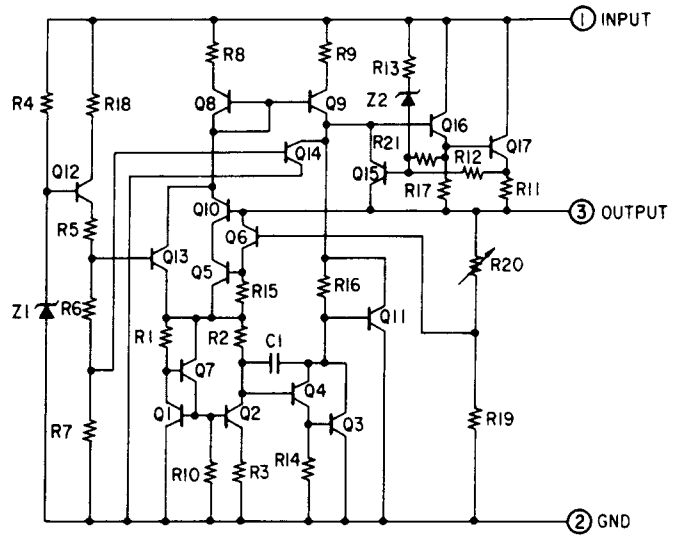 1 INPUT
R8
R9
R13
R4
R18
Q8
Q9
Z2
Q16
Q14
R21
Q17
Q12
Q15
R12
R17
R11
Q10
3 OUTPUT
R5
Q6
Q13
Q5
R20
R15
R16
Z1
R6
Q11
R1
R2
C1
Q7
Q4
Q1
Q2
Q3
R19
R7
R10
R3
R14
2 GND